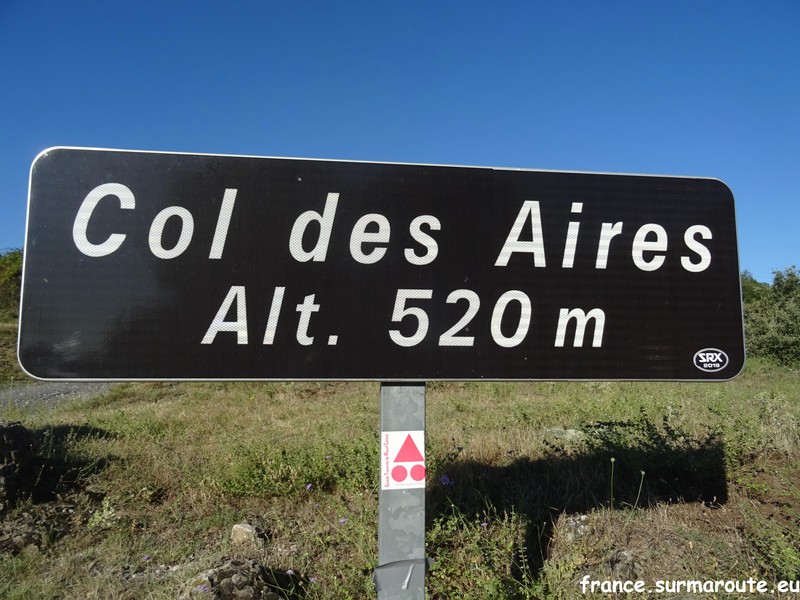 Col des Aires
Alt. 520 m
SRX
2019
france.surmaroute.eu